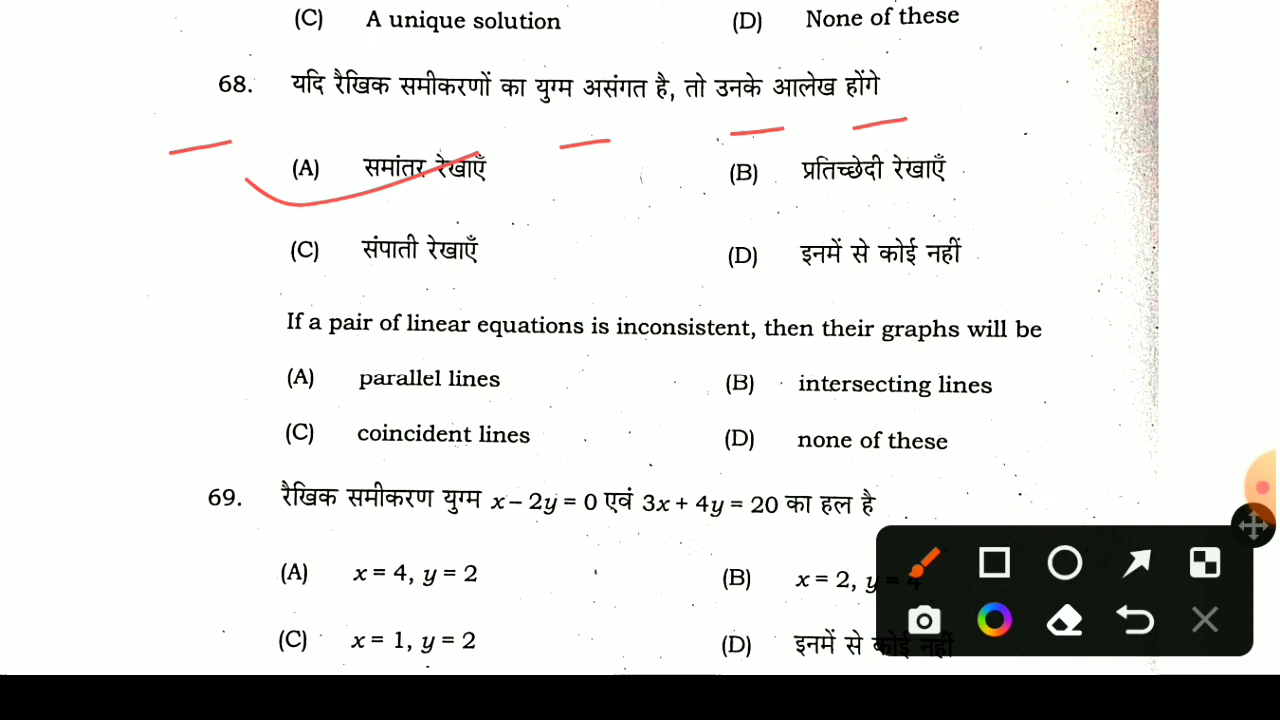 (C) A unique solution (D) None of these
68. यदि रैखिक समीकरणों का युग्म असंगत है, तो उनके आलेख होंगे
(A) समांतर रेखाएँ (B) प्रतिच्छेदी रेखाएँ
(C) संपाती रेखाएँ (D) इनमें से कोई नहीं
If a pair of linear equations is inconsistent, then their graphs will be
(A) parallel lines (B) intersecting lines
(C) coincident lines (D) none of these
69. रैखिक समीकरण युग्म x – 2y = 0 एवं 3x + 4y = 20 का हल है
(A) x = 4, y = 2 (B) x = 2, y = 4
(C) x = 1, y = 2 (D) इनमें से कोई नहीं